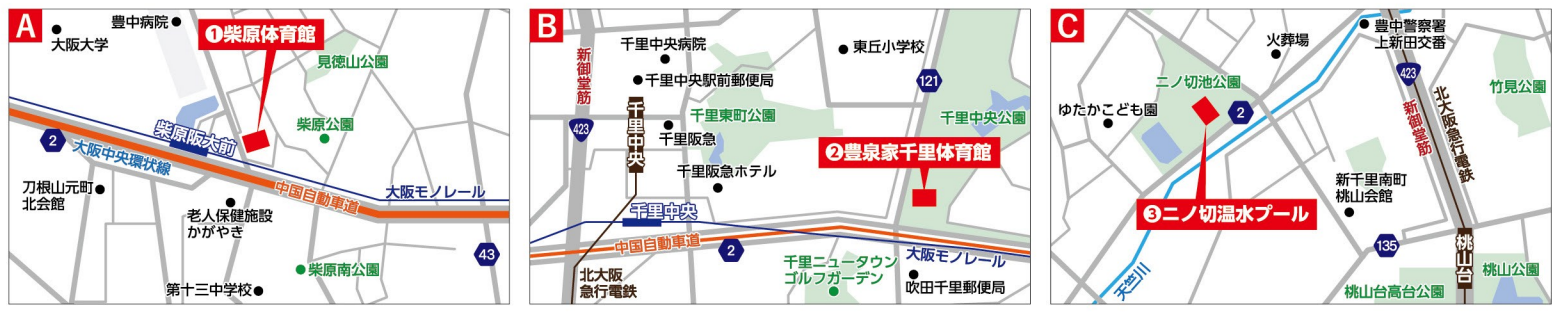 A
豊中病院
大阪大学
❶柴原体育館
見徳山公園
柴原公園
2
柴原阪大前
大阪中央環状線
中国自動車道
大阪モノレール
刀根山元町
北会館
老人保健施設
かがやき
43
柴原南公園
第十三中学校
B
新御堂筋
千里中央病院
東丘小学校
千里中央駅前郵便局
121
423
千里中央
千里東町公園
千里中央公園
千里阪急
❷豊泉家千里体育館
千里阪急ホテル
千里中央
中国自動車道
2
大阪モノレール
北大阪
急行電鉄
千里ニュータウン
ゴルフガーデン
吹田千里郵便局
C
火葬場
豊中警察署
上新田交番
423
二ノ切池公園
竹見公園
ゆたかこども園
2
新御堂筋
北大阪急行電鉄
新千里南町
桃山会館
❸二ノ切温水プール
135
桃山台
天竺川
桃山公園
桃山台高台公園